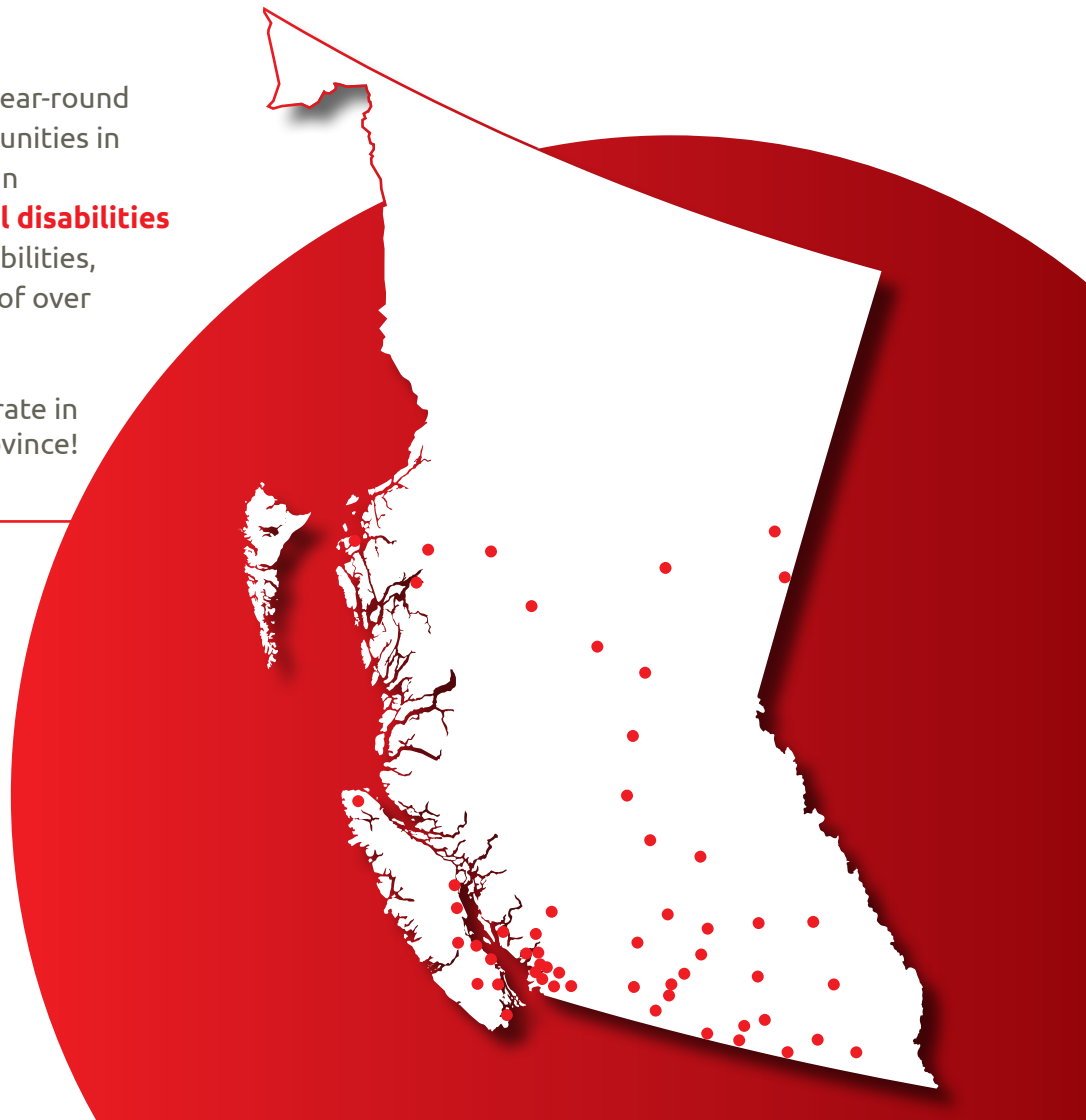 ear-round
unities in
n
l disabilities
bilities,
of over
rate in
vince!